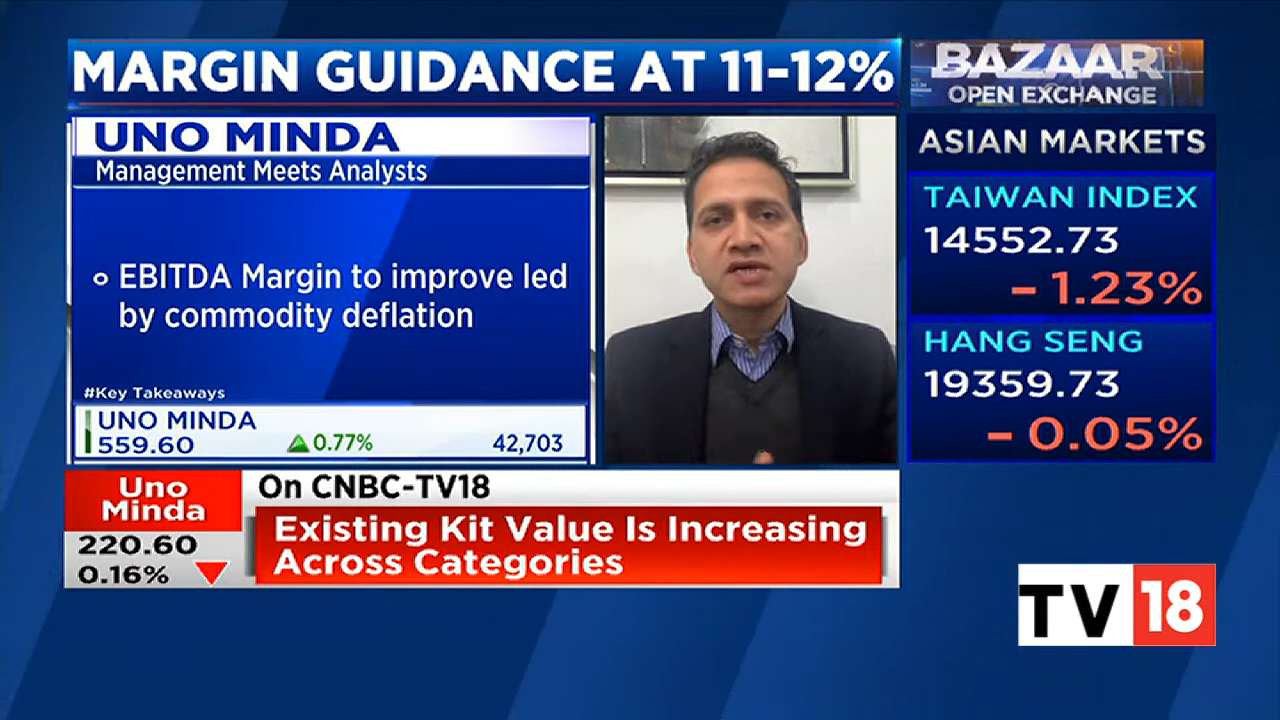 MARGIN GUIDANCE AT 11-12%
BAZAAR
OPEN EXCHANGE
UNO MINDA
Management Meets Analysts
EBITDA Margin to improve led
by commodity deflation
#Key Takeaways
UNO MINDA
559.60
0.77%
42,703
ASIAN MARKETS
TAIWAN INDEX
14552.73
– 1.23%
HANG SENG
19359.73
– 0.05%
Uno
Minda
220.60
0.16%
On CNBC-TV18
Existing Kit Value Is Increasing
Across Categories
TV18